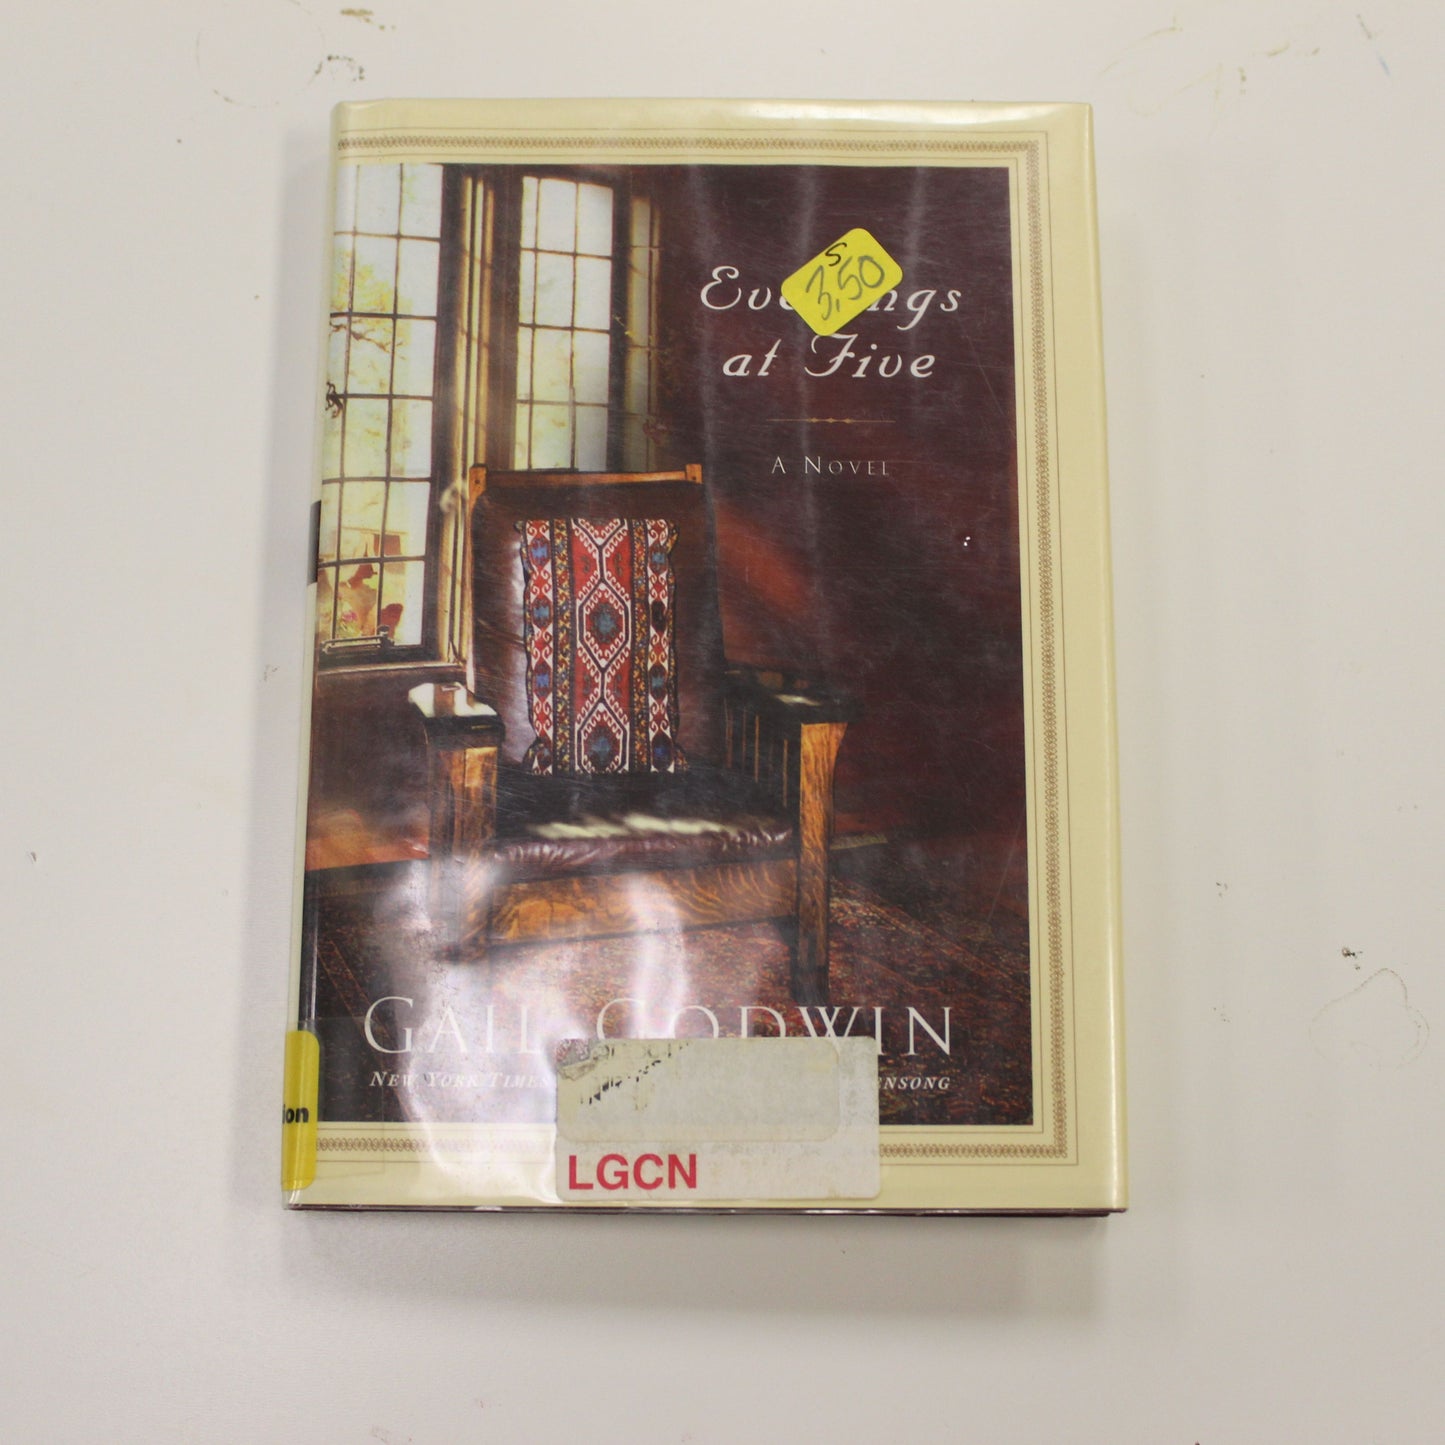 S
3,50
Ev ngs
at Five
A NOVEL
GAIL GODWIN
NEW YORK TIMES ENSONG
ion
LGCN